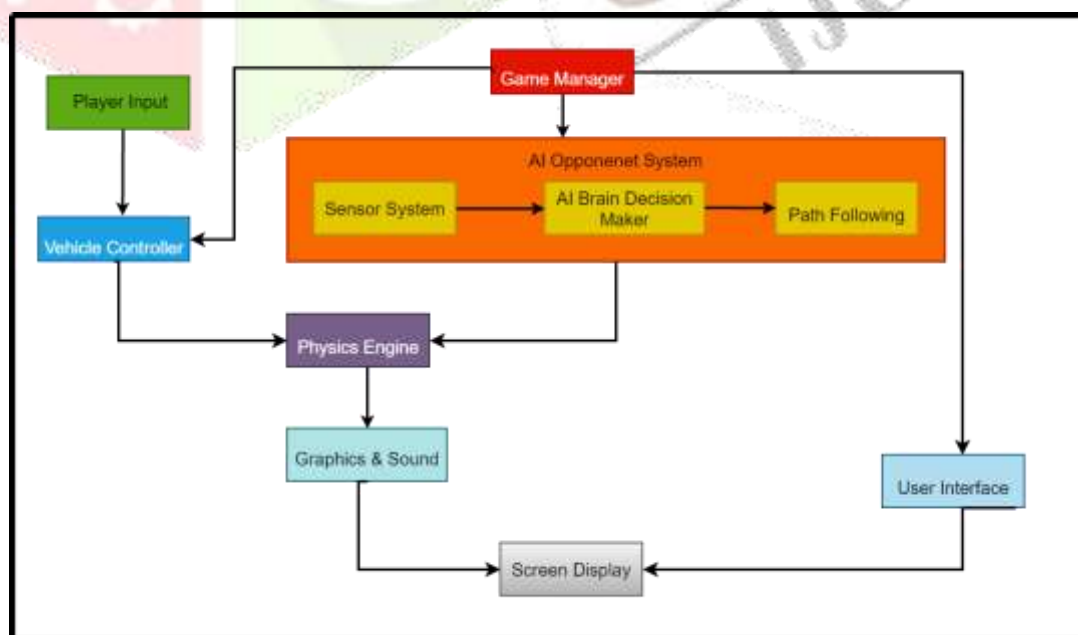 Game Manager
Player Input
AI Opponenet System
Sensor System
AI Brain Decision
Maker
Path Following
Vehicle Controller
Physics Engine
Graphics & Sound
User Interface
Screen Display